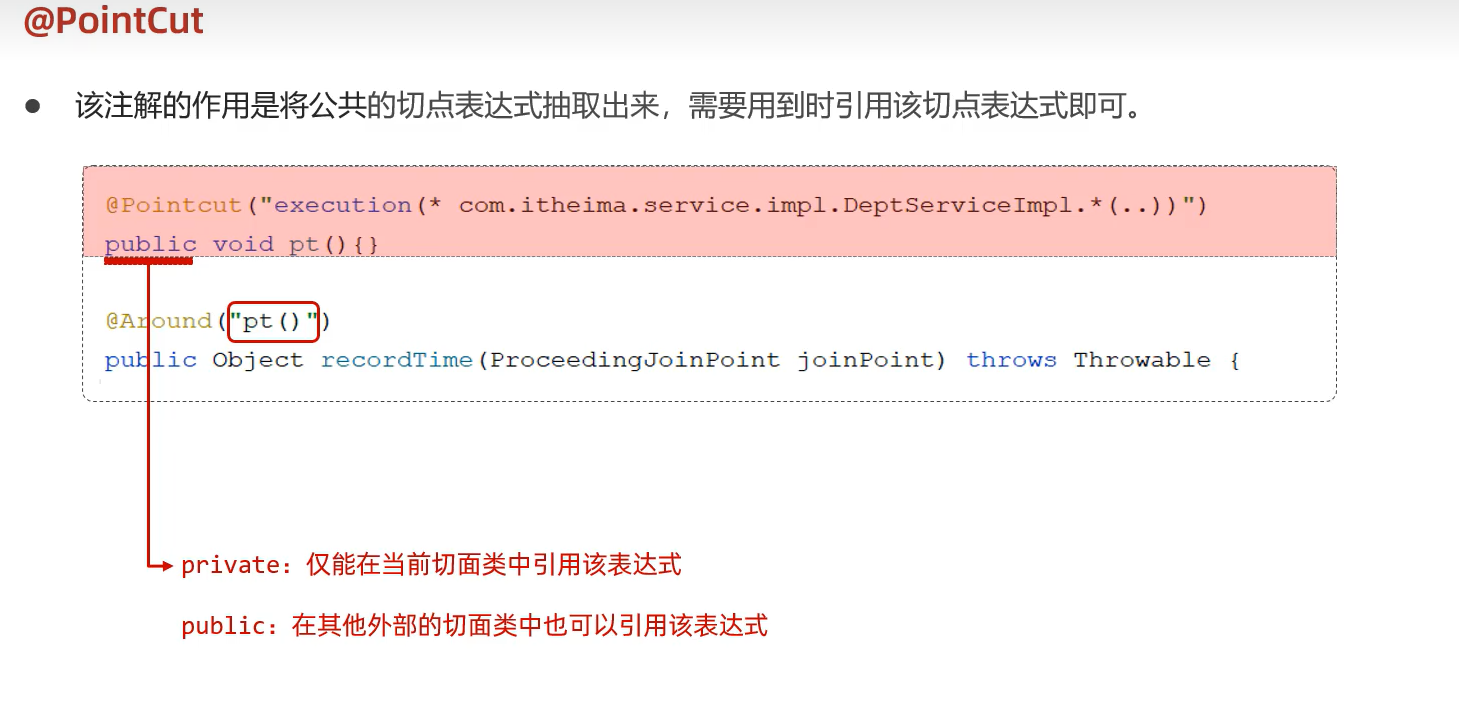 @PointCut
● 该注解的作用是将公共的切点表达式抽取出来，需要用到时引用该切点表达式即可。
@Pointcut("execution(* com.itheima.service.impl.DeptServiceImpl.*(..))")
public void pt(){}
@Around("pt()")
public Object recordTime(ProceedingJoinPoint joinPoint) throws Throwable {
private：仅能在当前切面类中引用该表达式
public：在其他外部的切面类中也可以引用该表达式